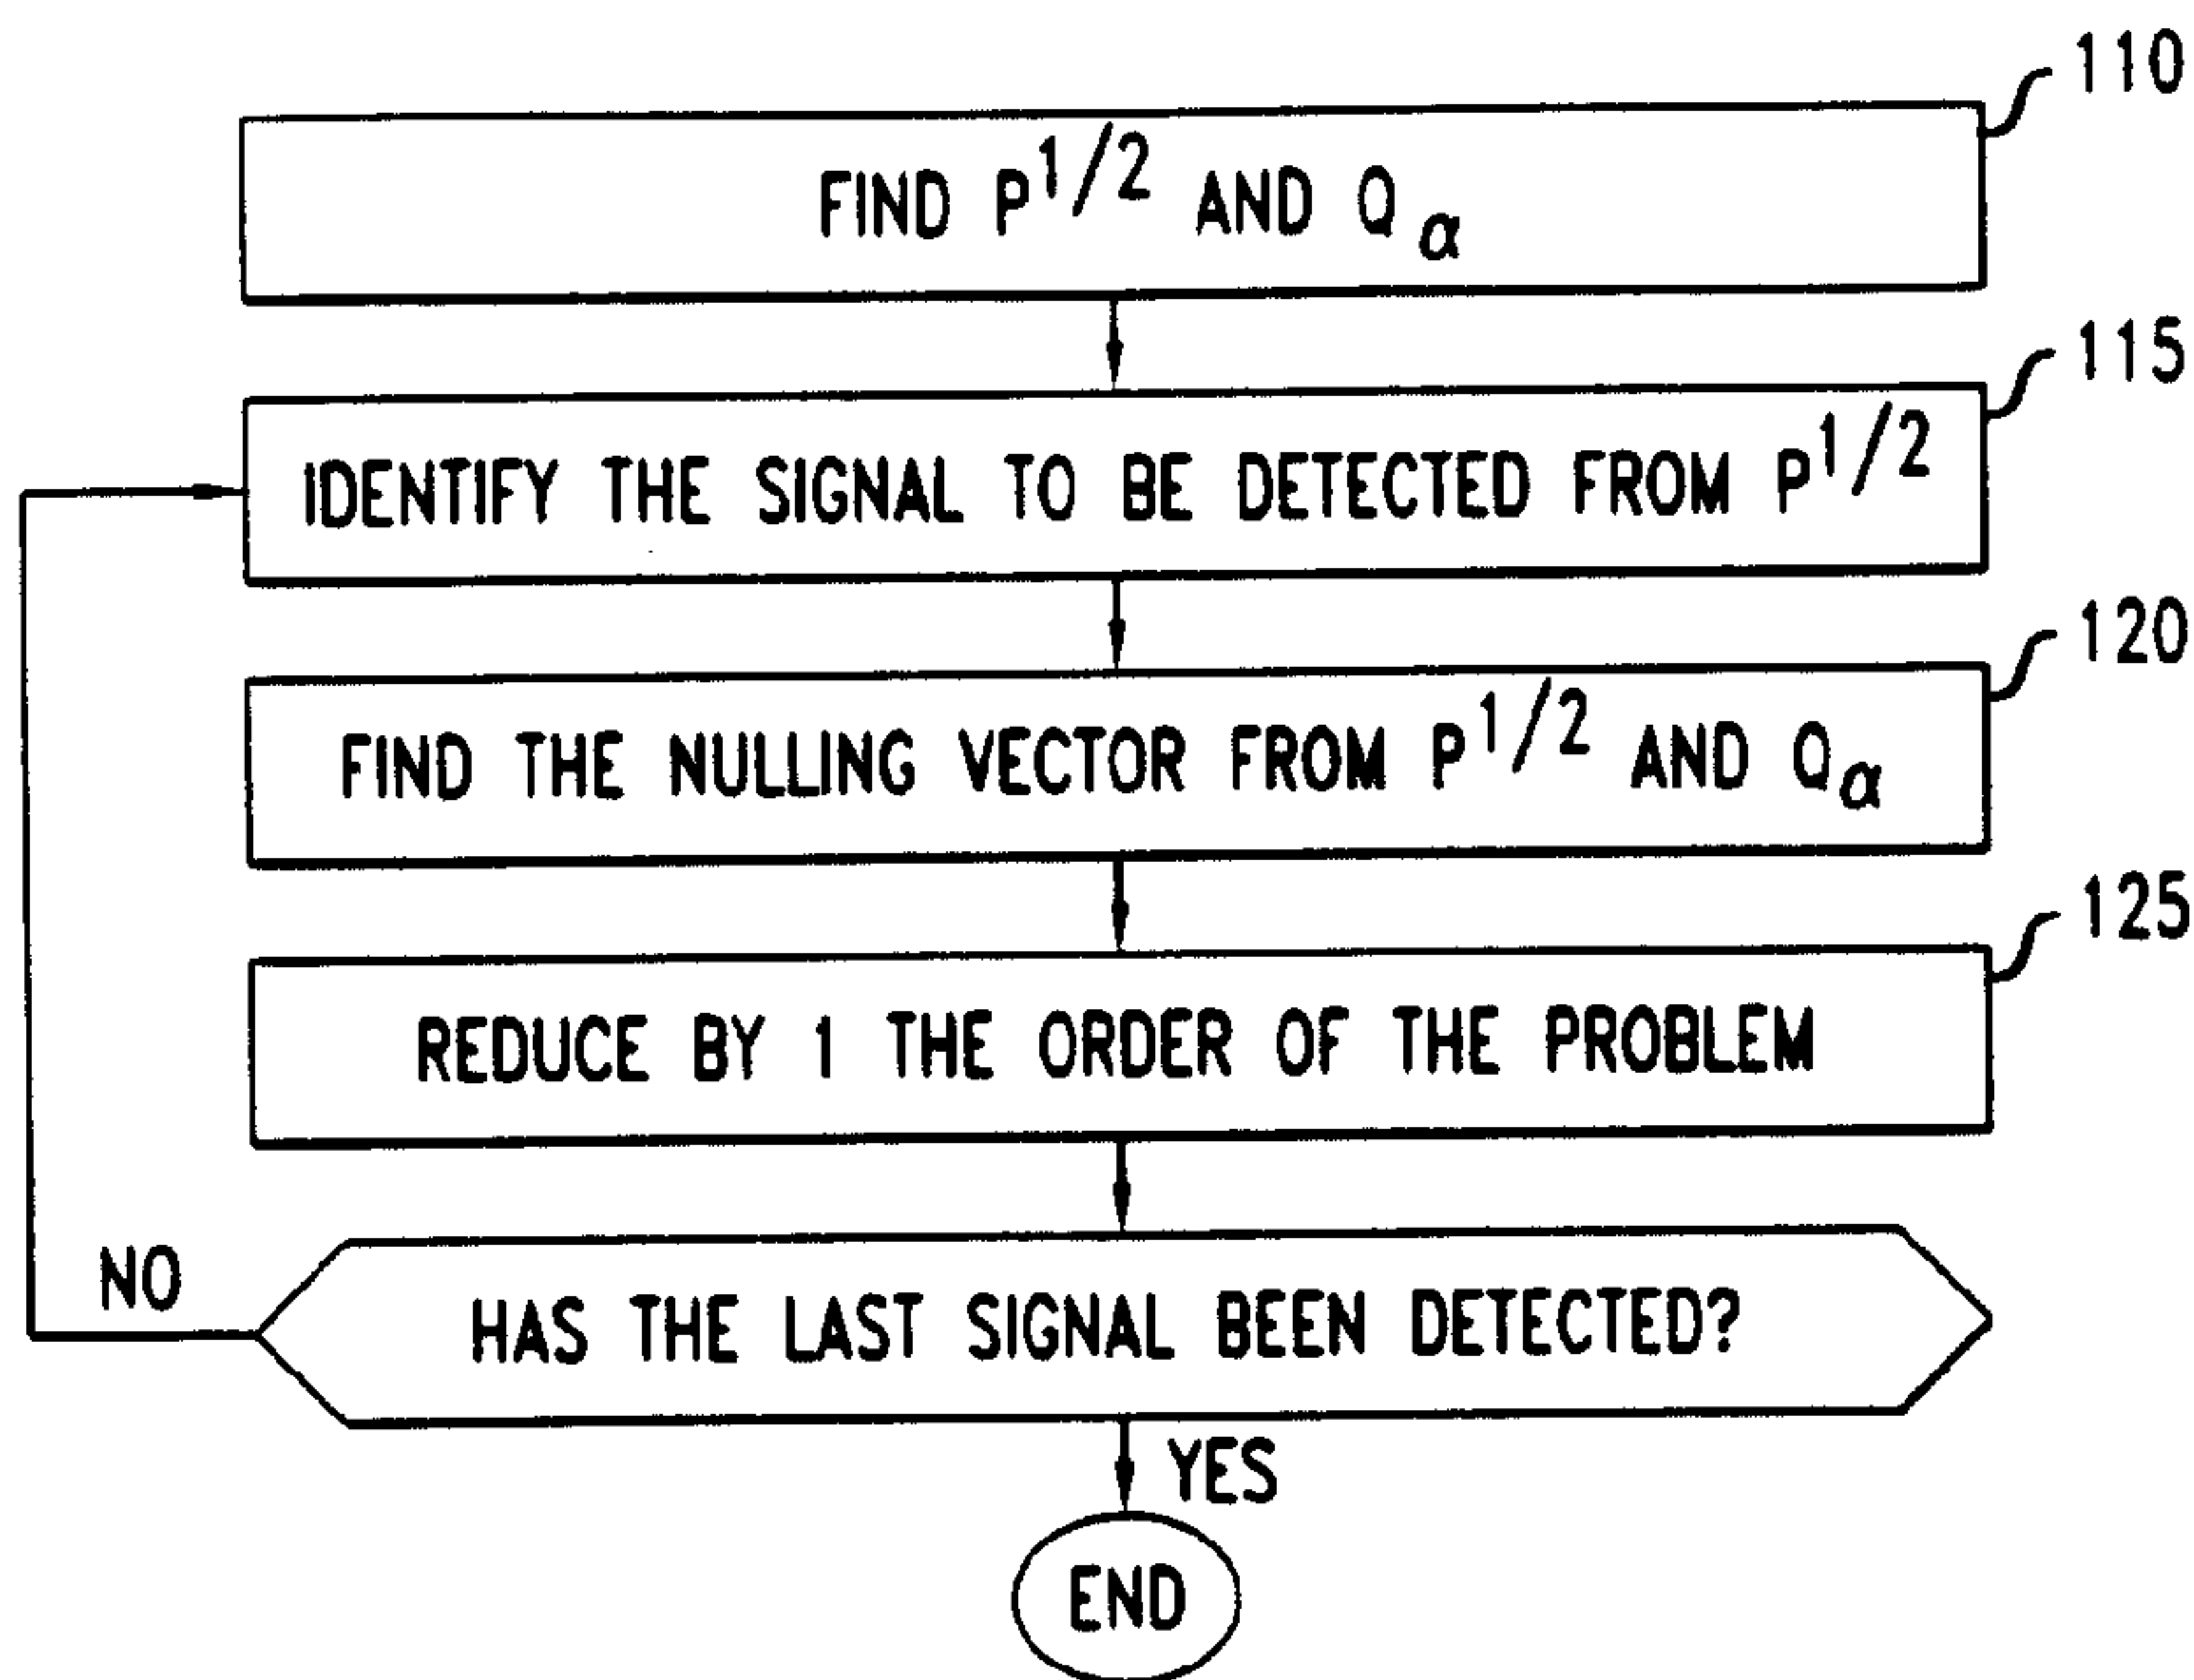 110
FIND P^1/2 AND Q_α
115
IDENTIFY THE SIGNAL TO BE DETECTED FROM P^1/2
120
FIND THE NULLING VECTOR FROM P^1/2 AND Q_α
125
REDUCE BY 1 THE ORDER OF THE PROBLEM
NO
HAS THE LAST SIGNAL BEEN DETECTED?
YES
END